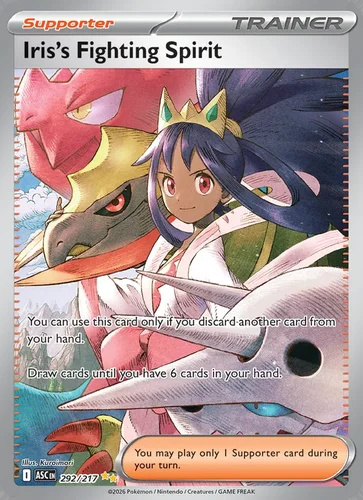 Supporter TRAINER
Iris's Fighting Spirit
You can use this card only if you discard another card from
your hand.
Draw cards until you have 6 cards in your hand.
Illus. Kuroimori
I ASC EN 292/217
You may play only 1 Supporter card during
your turn.
©2026 Pokémon / Nintendo / Creatures / GAME FREAK